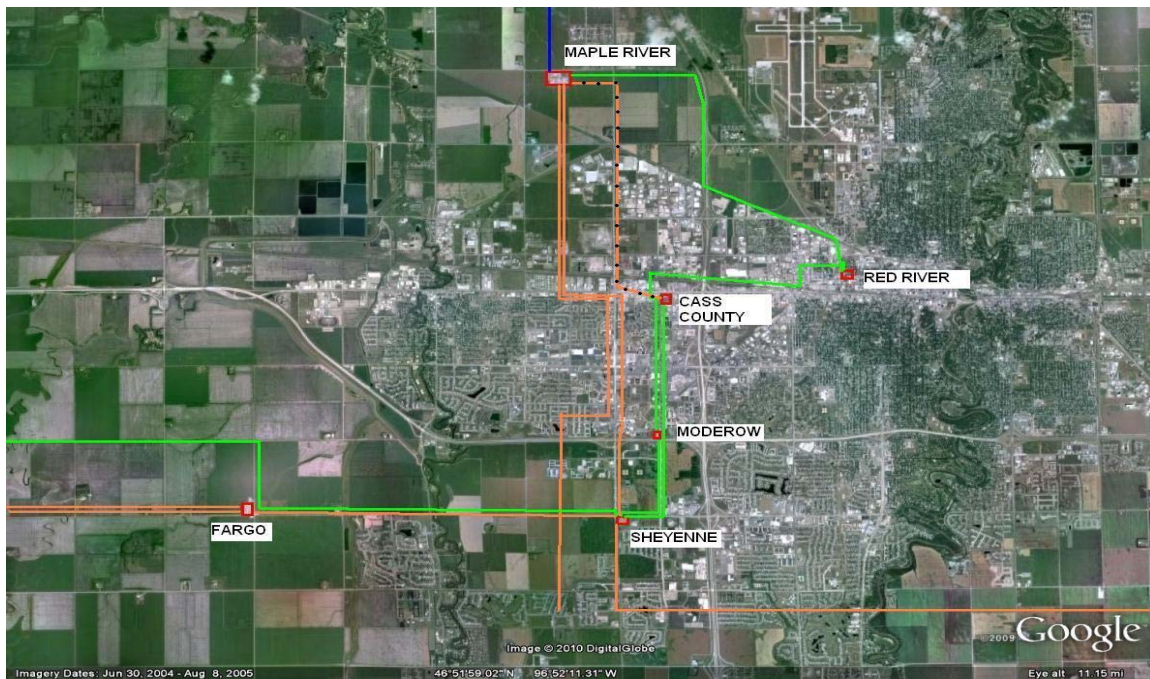 MAPLE RIVER
RED RIVER
CASS
COUNTY
MODEROW
FARGO
SHEYENNE
©2009 Google
Image © 2010 DigitalGlobe
Imagery Dates: Jun 30, 2004 - Aug 8, 2005
46°51'59.02" N 96°52'11.31" W
Eye alt 11.15 mi